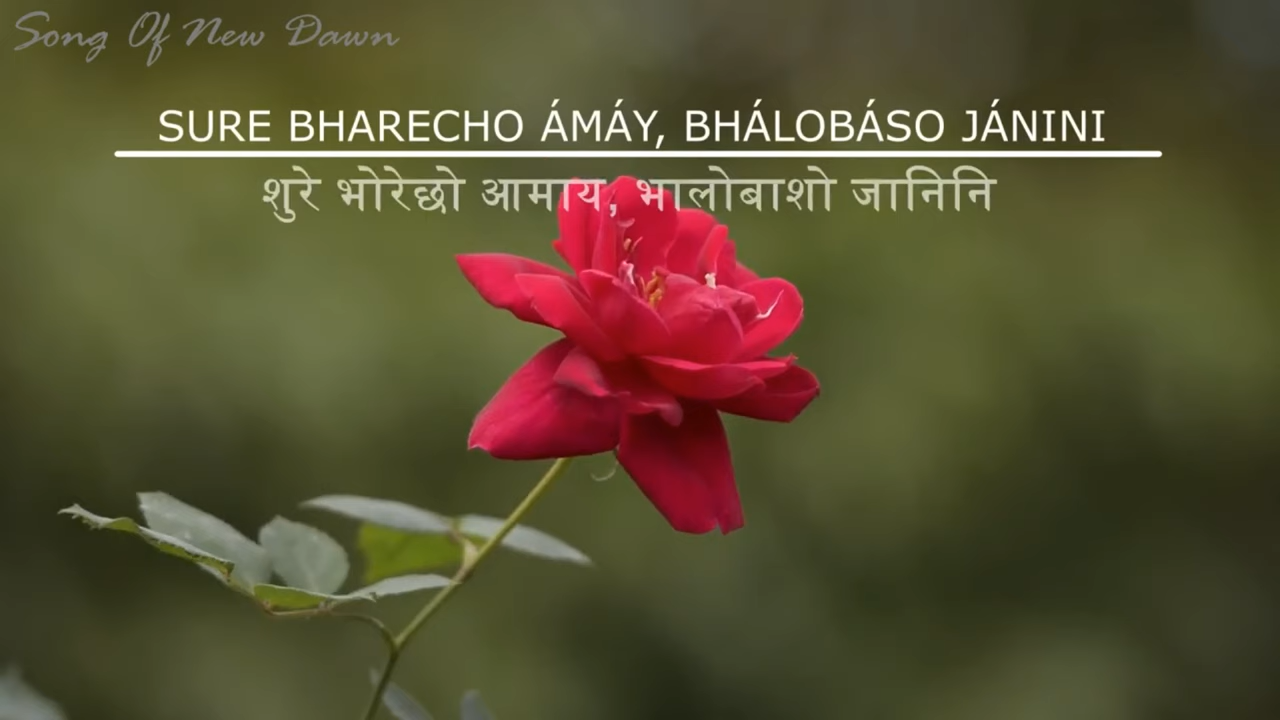 Song Of New Dawn
SURE BHARECHO ÁMÁY, BHÁLOBÁSO JÁNINI
शुरे भोरेछो आमाय, भालोबाशो जानिनि